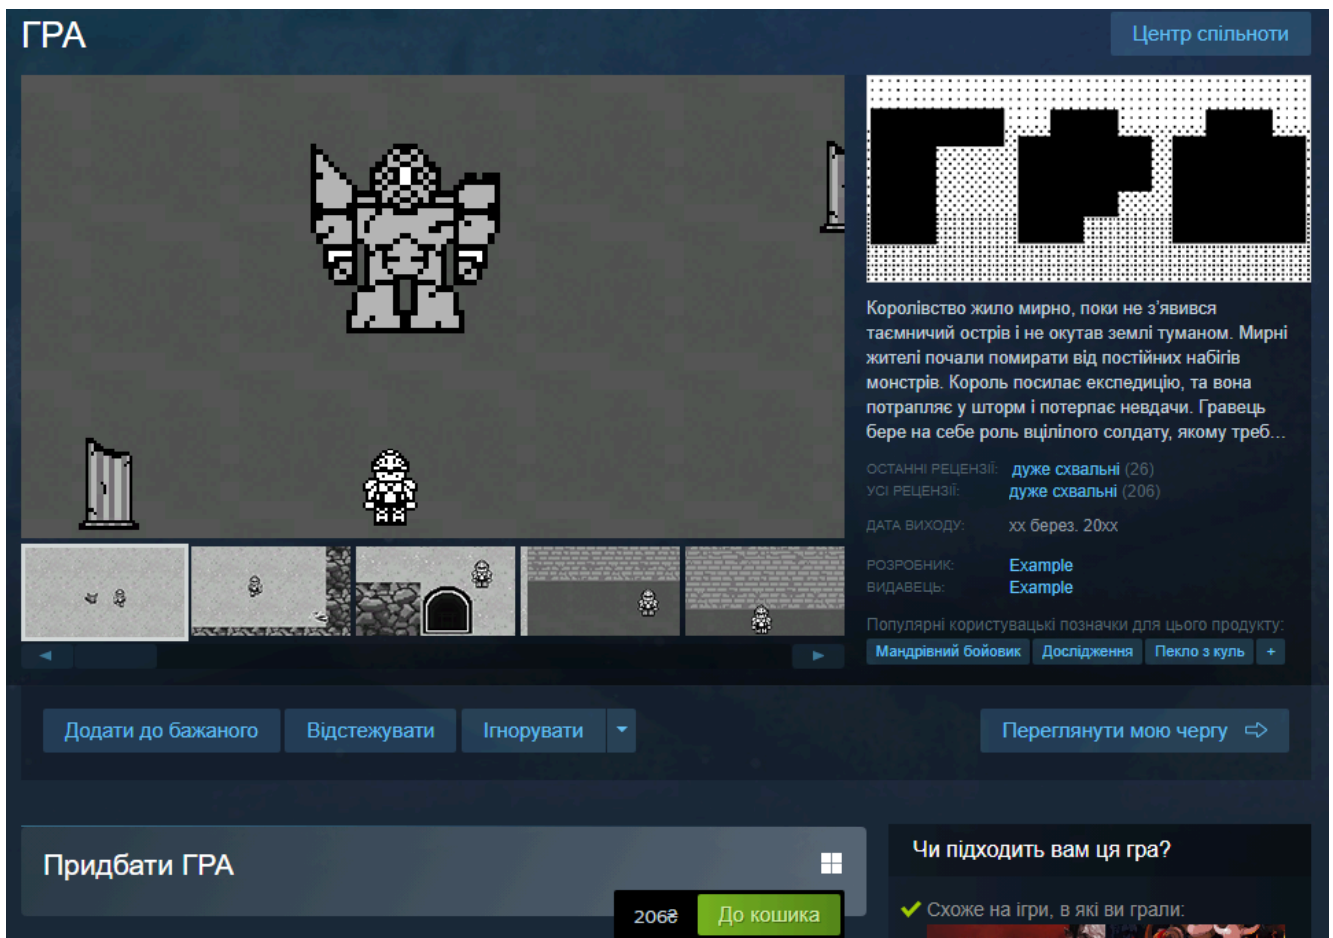 ГРА
Центр спільноти
ГРА
Королівство жило мирно, поки не з’явився
таємничий острів і не окутав землі туманом. Мирні
жителі почали помирати від постійних набігів
монстрів. Король посилає експедицію, та вона
потрапляє у шторм і потерпає невдачи. Гравець
бере на себе роль вцілілого солдату, якому треб...
ОСТАННІ РЕЦЕНЗІЇ: дуже схвальні (26)
УСІ РЕЦЕНЗІЇ: дуже схвальні (206)
ДАТА ВИХОДУ: xx берез. 20xx
РОЗРОБНИК: Example
ВИДАВЕЦЬ: Example
Популярні користувацькі позначки для цього продукту:
Мандрівний бойовик Дослідження Пекло з куль +
Додати до бажаного Відстежувати Ігнорувати Переглянути мою чергу
Придбати ГРА
206₴ До кошика
Чи підходить вам ця гра?
Схоже на ігри, в які ви грали: